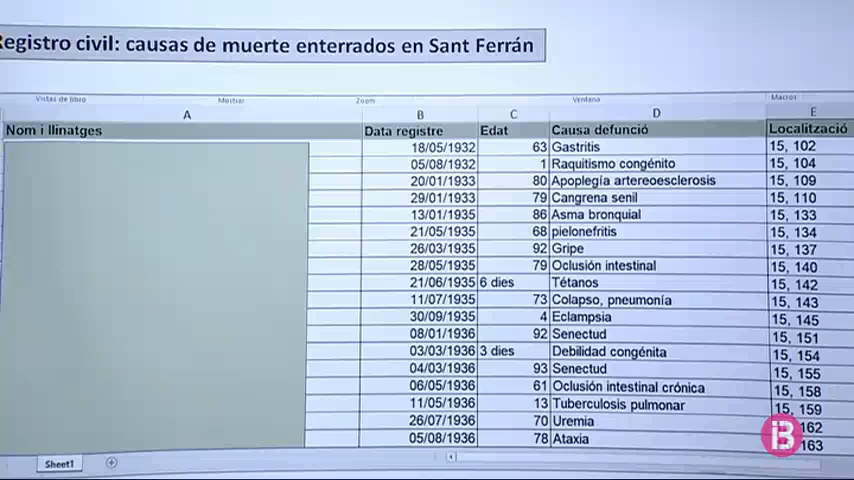 Registro civil: causas de muerte enterrados en Sant Ferrán
Vistas de libro Mostrar Zoom Ventana Macros
A B C D E
Nom i llinatges Data registre Edat Causa defunció Localització
18/05/1932 63 Gastritis 15, 102
05/08/1932 1 Raquitismo congénito 15, 104
20/01/1933 80 Apoplegía artereoesclerosis 15, 109
29/01/1933 79 Cangrena senil 15, 110
13/01/1935 86 Asma bronquial 15, 133
21/05/1935 68 pielonefritis 15, 134
26/03/1935 92 Gripe 15, 137
28/05/1935 79 Oclusión intestinal 15, 140
21/06/1935 6 dies Tétanos 15, 142
11/07/1935 73 Colapso, pneumonía 15, 143
30/09/1935 4 Eclampsia 15, 145
08/01/1936 92 Senectud 15, 151
03/03/1936 3 dies Debilidad congénita 15, 154
04/03/1936 93 Senectud 15, 155
06/05/1936 61 Oclusión intestinal crónica 15, 158
11/05/1936 13 Tuberculosis pulmonar 15, 159
26/07/1936 70 Uremia 162
05/08/1936 78 Ataxia 163
Sheet1